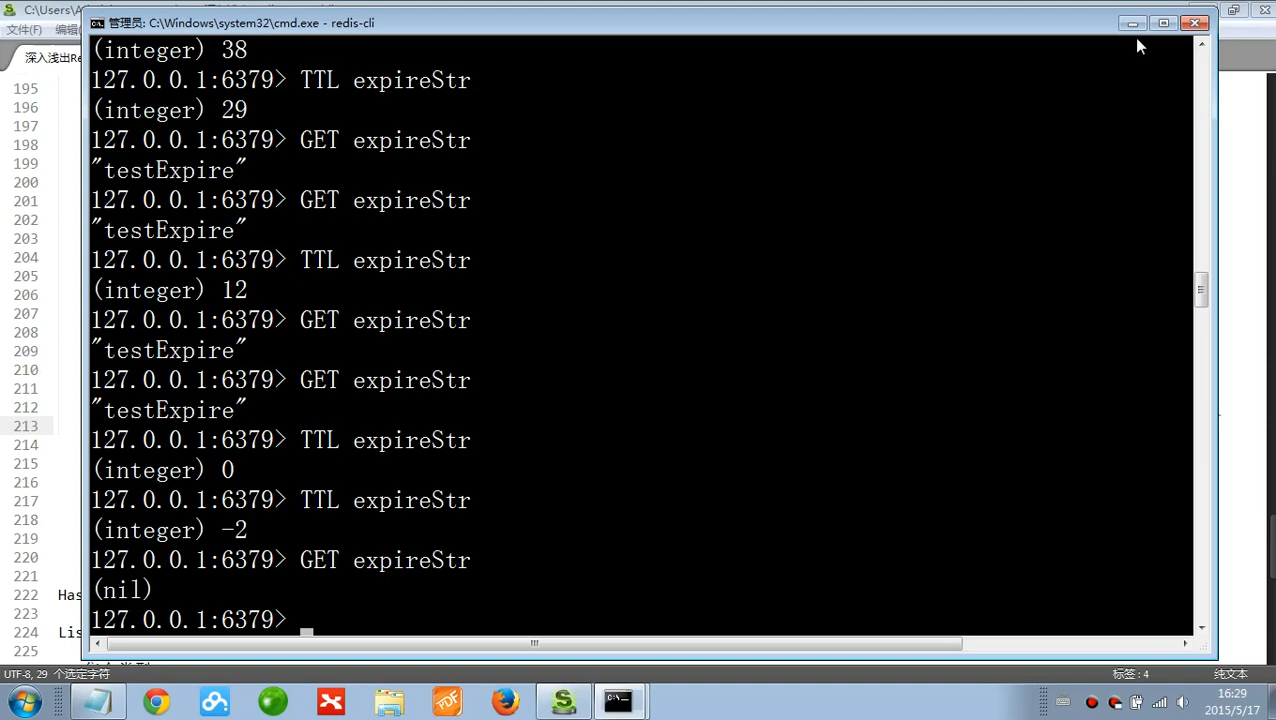 C:\Users\A
管理员: C:\Windows\system32\cmd.exe - redis-cli
文件(F) 编辑
深入浅出Re
(integer) 38
127.0.0.1:6379> TTL expireStr
(integer) 29
127.0.0.1:6379> GET expireStr
"testExpire"
127.0.0.1:6379> GET expireStr
"testExpire"
127.0.0.1:6379> TTL expireStr
(integer) 12
127.0.0.1:6379> GET expireStr
"testExpire"
127.0.0.1:6379> GET expireStr
"testExpire"
127.0.0.1:6379> TTL expireStr
(integer) 0
127.0.0.1:6379> TTL expireStr
(integer) -2
127.0.0.1:6379> GET expireStr
(nil)
127.0.0.1:6379>
195
196
197
198
199
200
201
202
203
204
205
206
207
208
209
210
211
212
213
214
215
216
217
218
219
220
221
222 Has
223
224 Lis
225
UTF-8, 29 个选定字符
标签: 4
纯文本
PDF
16:29
2015/5/17